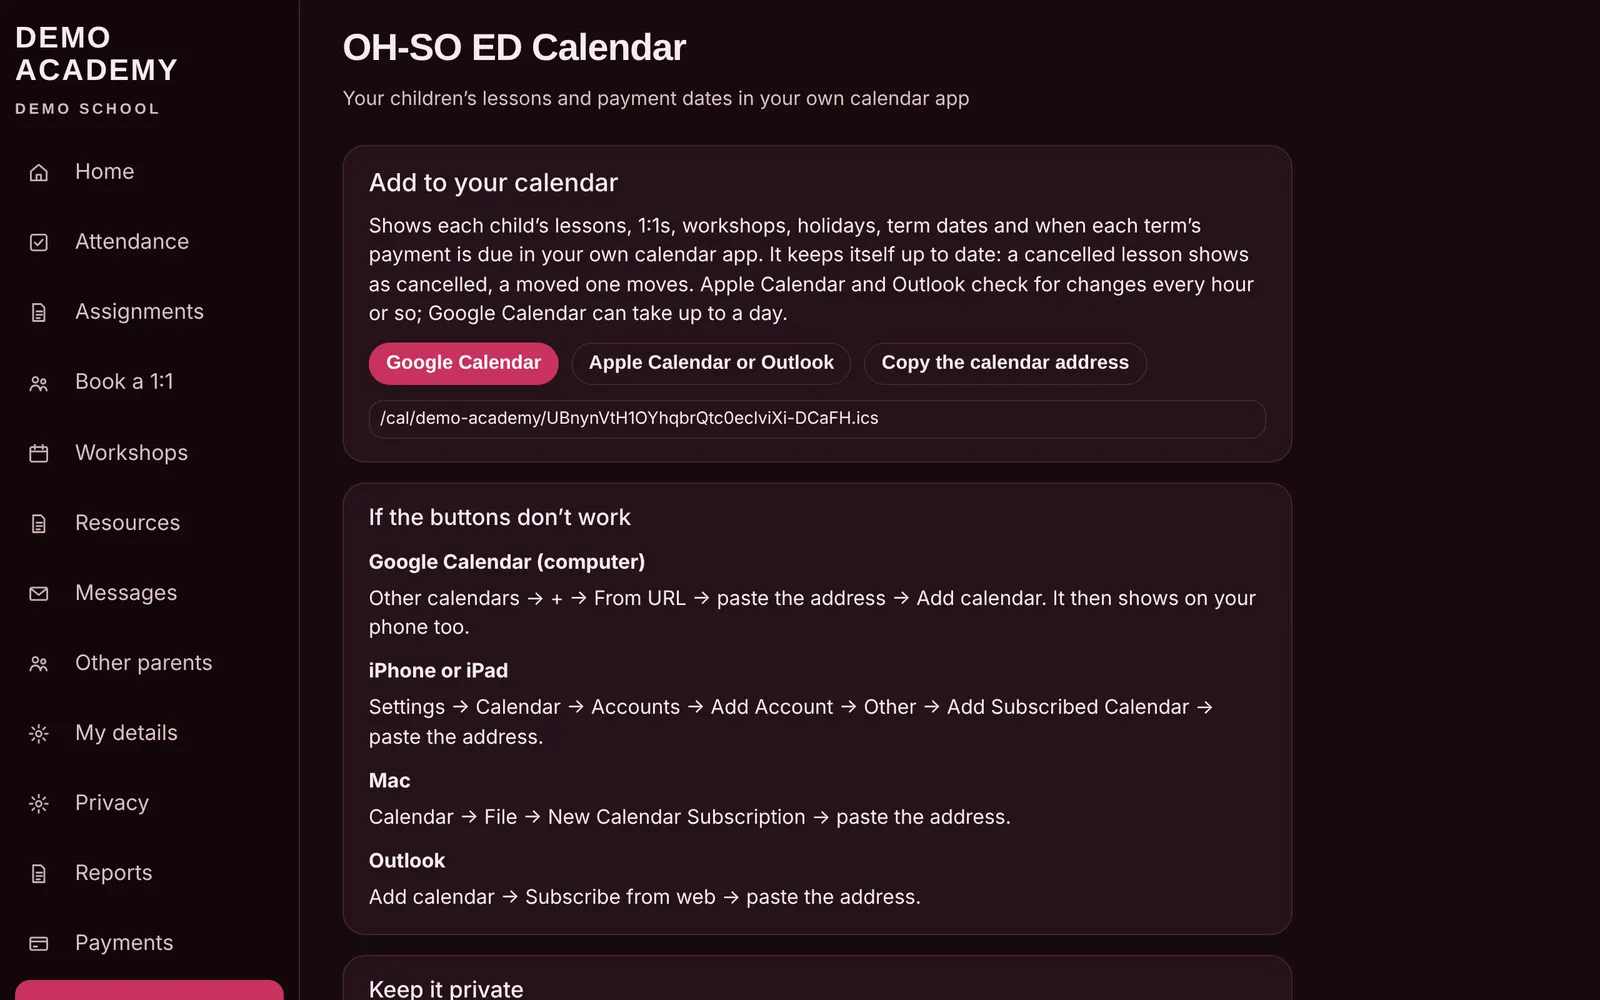 DEMO
ACADEMY
DEMO SCHOOL
Home
Attendance
Assignments
Book a 1:1
Workshops
Resources
Messages
Other parents
My details
Privacy
Reports
Payments
OH-SO ED Calendar
Your children’s lessons and payment dates in your own calendar app
Add to your calendar
Shows each child’s lessons, 1:1s, workshops, holidays, term dates and when each term’s
payment is due in your own calendar app. It keeps itself up to date: a cancelled lesson shows
as cancelled, a moved one moves. Apple Calendar and Outlook check for changes every hour
or so; Google Calendar can take up to a day.
Google Calendar
Apple Calendar or Outlook
Copy the calendar address
/cal/demo-academy/UBnynVtH1OYhqbrQtc0eclviXi-DCaFH.ics
If the buttons don’t work
Google Calendar (computer)
Other calendars → + → From URL → paste the address → Add calendar. It then shows on your
phone too.
iPhone or iPad
Settings → Calendar → Accounts → Add Account → Other → Add Subscribed Calendar →
paste the address.
Mac
Calendar → File → New Calendar Subscription → paste the address.
Outlook
Add calendar → Subscribe from web → paste the address.
Keep it private